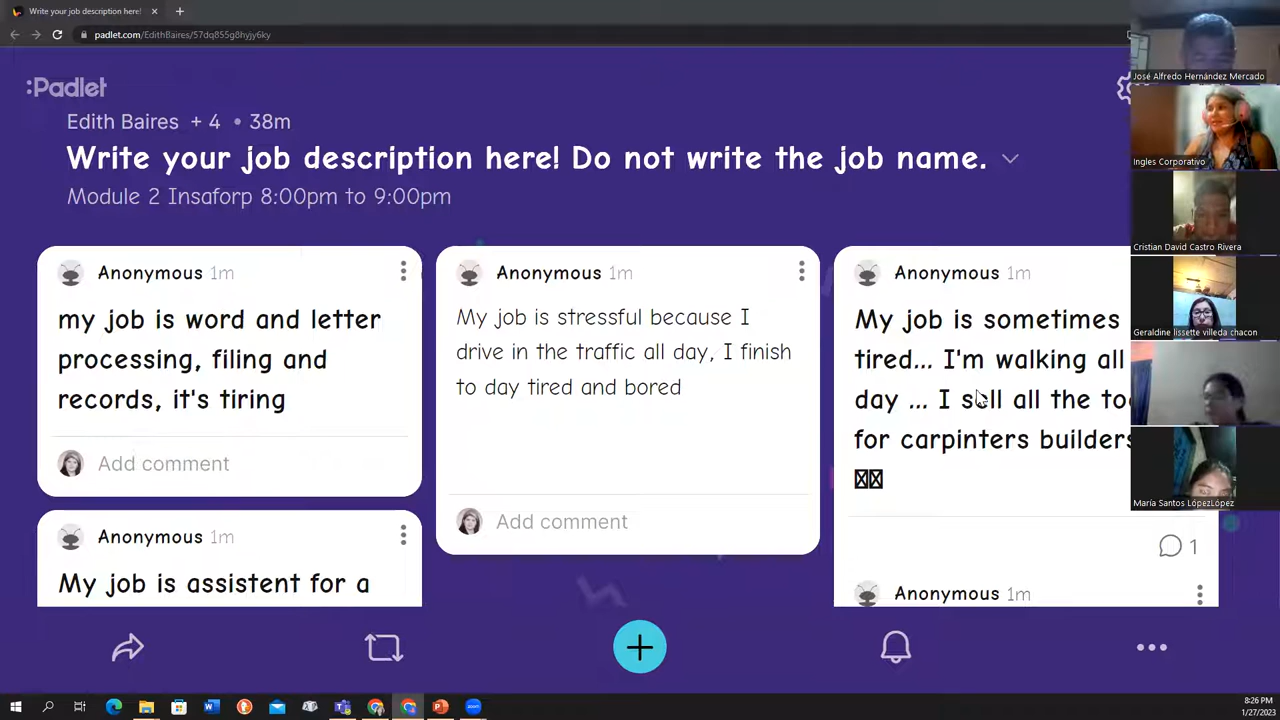 Write your job description here!
padlet.com/EdithBaires/57dq855g8hyjy6ky
:Padlet
Edith Baires + 4 • 38m
Write your job description here! Do not write the job name.
Module 2 Insaforp 8:00pm to 9:00pm
Anonymous 1m
my job is word and letter
processing, filing and
records, it's tiring
Add comment
Anonymous 1m
My job is assistent for a
Anonymous 1m
My job is stressful because I
drive in the traffic all day, I finish
to day tired and bored
Add comment
Anonymous 1m
My job is sometimes
tired... I'm walking all
day ... I sell all the
for carpinters builders
1
Anonymous 1m
José Alfredo Hernández Mercado
Ingles Corporativo
Cristian David Castro Rivera
Geraldine lissette villeda chacon
María Santos LópezLópez
8:26 PM
1/27/2023